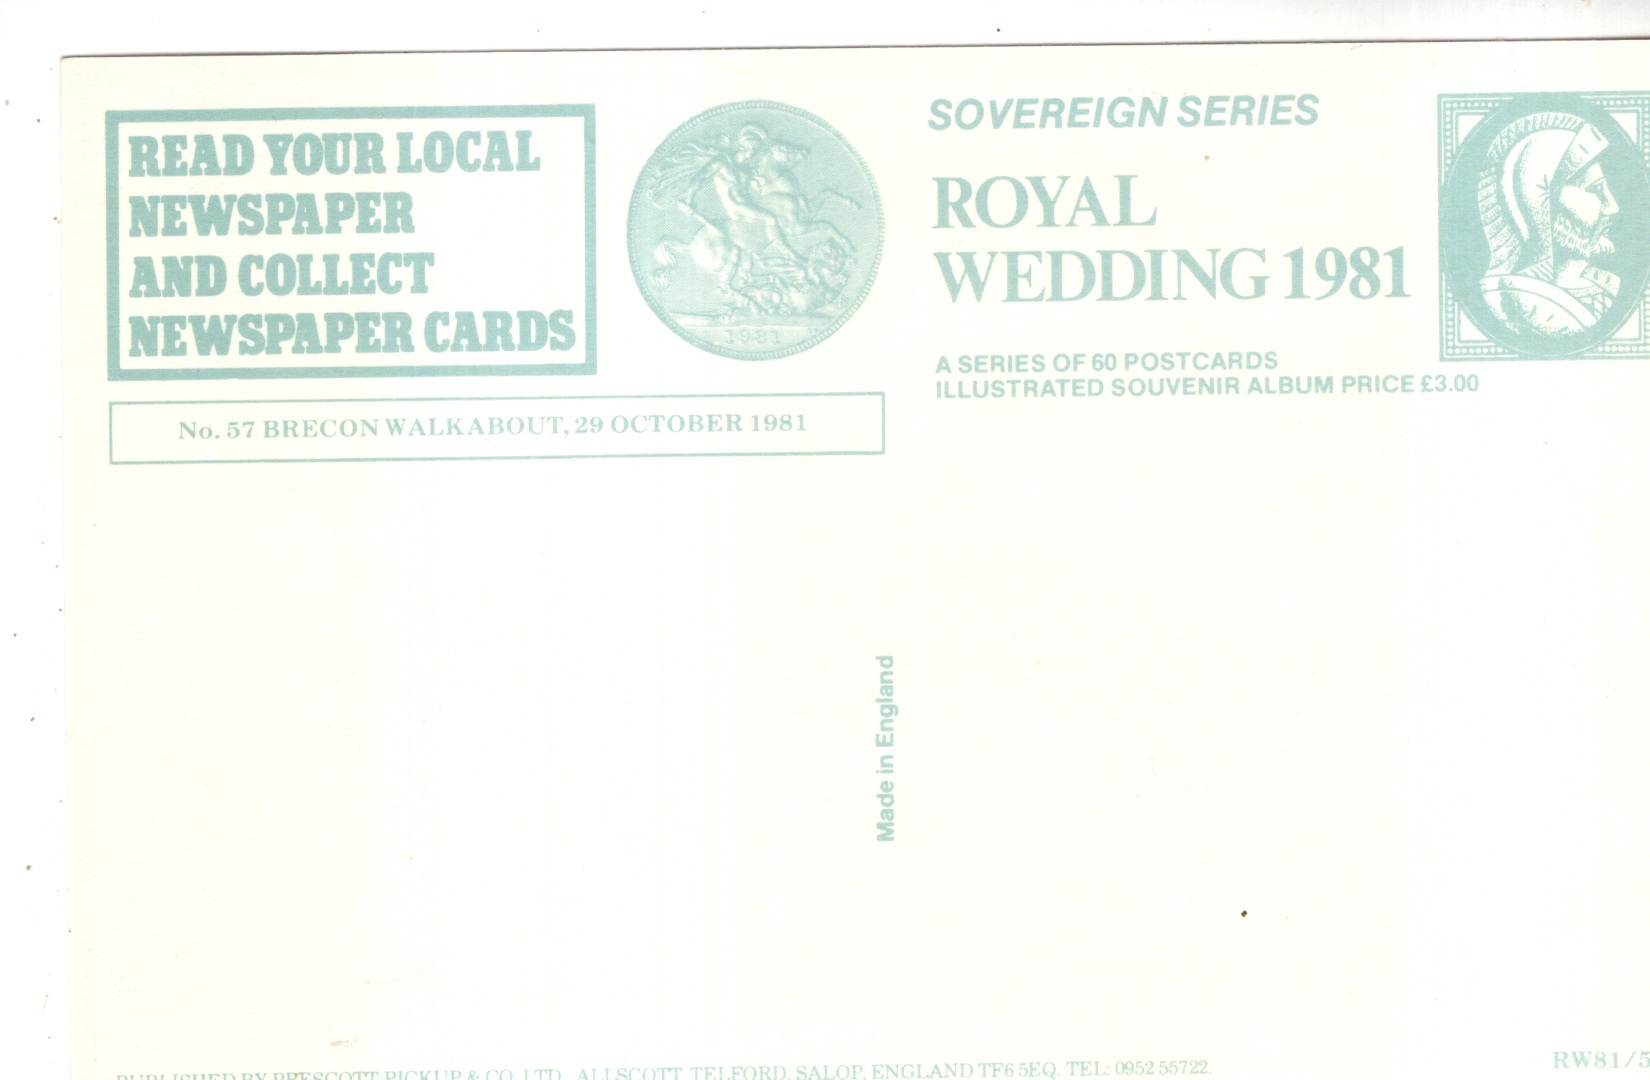 READ YOUR LOCAL
NEWSPAPER
AND COLLECT
NEWSPAPER CARDS
1981
No. 57 BRECON WALKABOUT, 29 OCTOBER 1981
SOVEREIGN SERIES
ROYAL
WEDDING 1981
A SERIES OF 60 POSTCARDS
ILLUSTRATED SOUVENIR ALBUM PRICE £3.00
Made in England
PUBLISHED BY PRESCOTT PICKUP & CO. LTD., ALLSCOTT, TELFORD, SALOP, ENGLAND TF6 5EQ. TEL: 0952 55722.
RW81/5